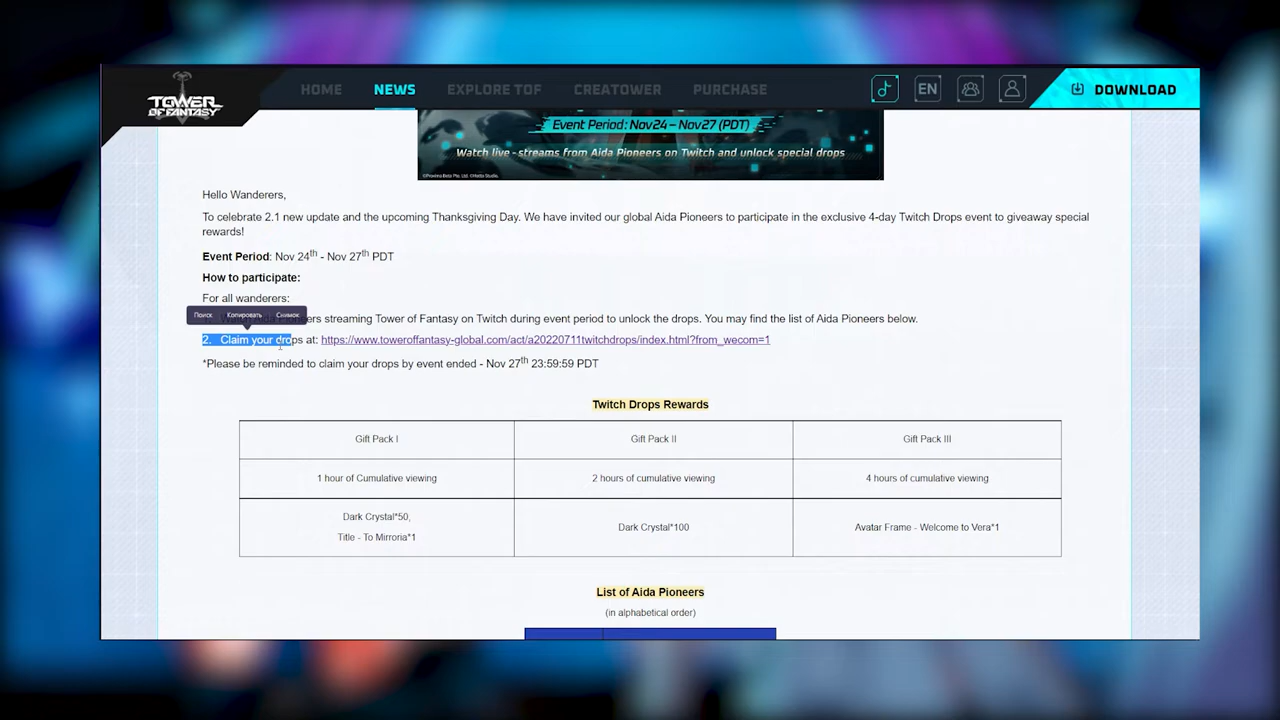 TOWER
OF FANTASY
HOME NEWS EXPLORE TOF CREATOWER PURCHASE EN DOWNLOAD
Event Period: Nov24 – Nov27 (PDT)
Watch live-streams from Aida Pioneers on Twitch and unlock special drops
Hello Wanderers,
To celebrate 2.1 new update and the upcoming Thanksgiving Day. We have invited our global Aida Pioneers to participate in the exclusive 4-day Twitch Drops event to giveaway special
rewards!
Event Period: Nov 24th - Nov 27th PDT
How to participate:
For all wanderers:
Поиск Копировать Снимок
streaming Tower of Fantasy on Twitch during event period to unlock the drops. You may find the list of Aida Pioneers below.
2. Claim your drops at: https://www.toweroffantasy-global.com/act/a20220711twitchdrops/index.html?from_wecom=1
*Please be reminded to claim your drops by event ended - Nov 27th 23:59:59 PDT
Twitch Drops Rewards
Gift Pack I Gift Pack II Gift Pack III
1 hour of Cumulative viewing 2 hours of cumulative viewing 4 hours of cumulative viewing
Dark Crystal*50,
Title - To Mirroria*1
Dark Crystal*100
Avatar Frame - Welcome to Vera*1
List of Aida Pioneers
(in alphabetical order)